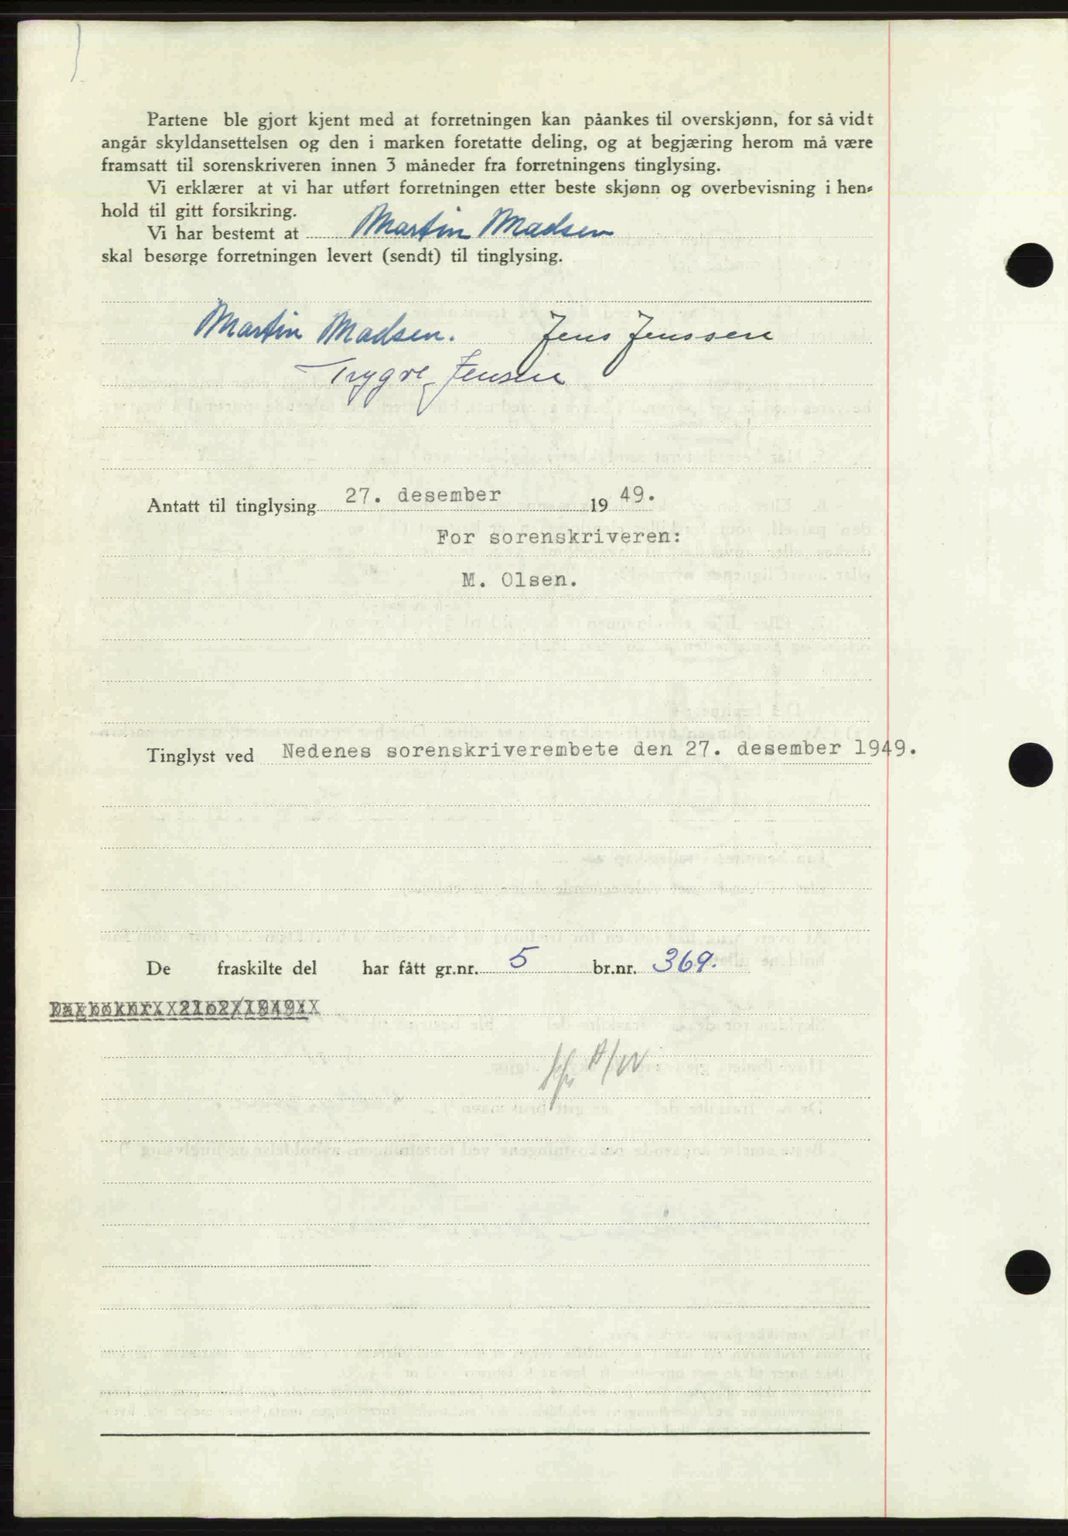 Partene ble gjort kjent med at forretningen kan påankes til overskjønn, for så vidt
angår skyldansettelsen og den i marken foretatte deling, og at begjæring herom må være
framsatt til sorenskriveren innen 3 måneder fra forretningens tinglysing.
Vi erklærer at vi har utført forretningen etter beste skjønn og overbevisning i hen-
hold til gitt forsikring.
Vi har bestemt at Martin Madsen
skal besørge forretningen levert (sendt) til tinglysing.
Martin Madsen. Jens Jenssen
Trygve Jensen
Antatt til tinglysing 27. desember 1949.
For sorenskriveren:
M. Olsen.
Tinglyst ved Nedenes sorenskriverembete den 27. desember 1949.
De fraskilte del har fått gr.nr. 5 br.nr. 369.